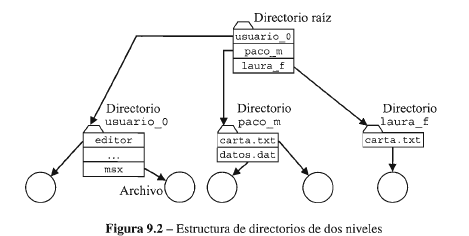 Directorio raíz
usuario_0
paco_m
laura_f
Directorio
usuario_0
editor
...
msx
Archivo
Directorio
paco_m
carta.txt
datos.dat
Directorio
laura_f
carta.txt
Figura 9.2 – Estructura de directorios de dos niveles